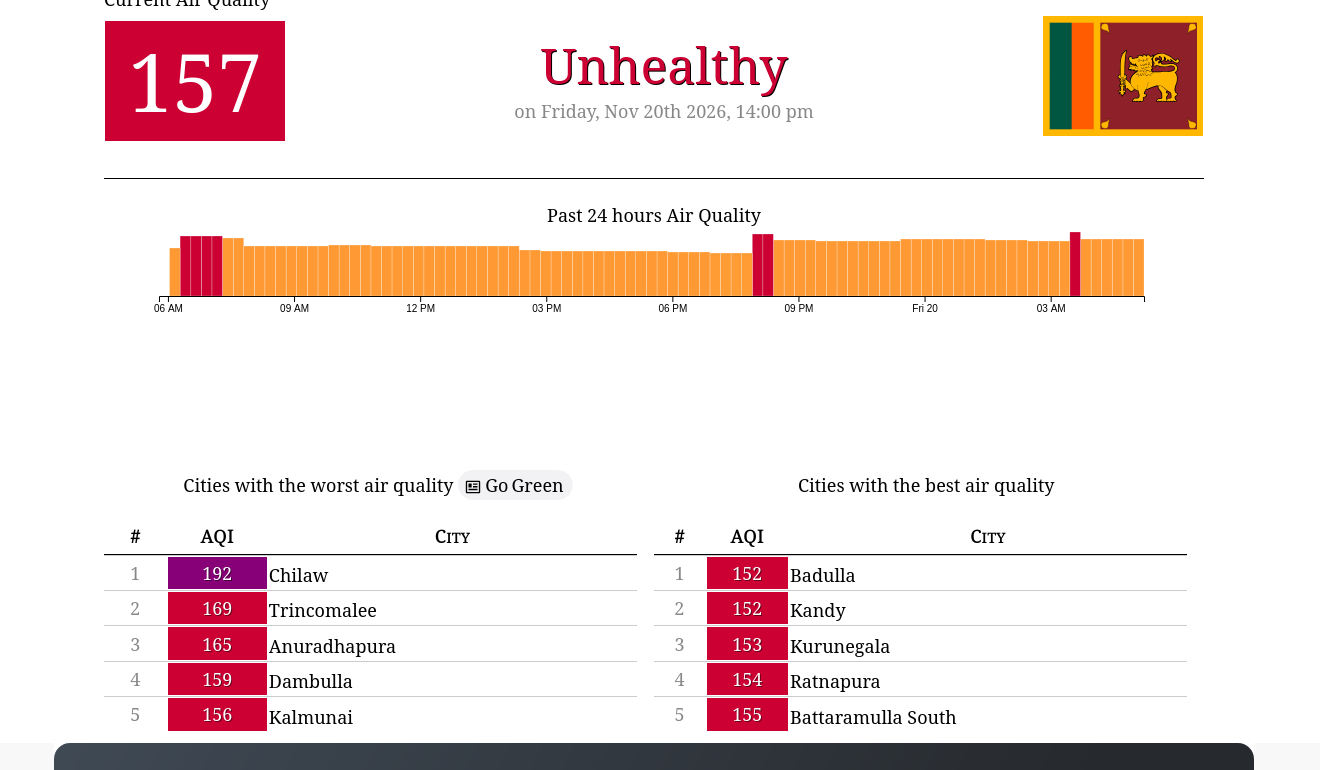 Current Air Quality
157
Unhealthy
on Friday, Nov 20th 2026, 14:00 pm
Past 24 hours Air Quality
06 AM 09 AM 12 PM 03 PM 06 PM 09 PM Fri 20 03 AM
Cities with the worst air quality Go Green
# AQI City
1 192 Chilaw
2 169 Trincomalee
3 165 Anuradhapura
4 159 Dambulla
5 156 Kalmunai
Cities with the best air quality
# AQI City
1 152 Badulla
2 152 Kandy
3 153 Kurunegala
4 154 Ratnapura
5 155 Battaramulla South